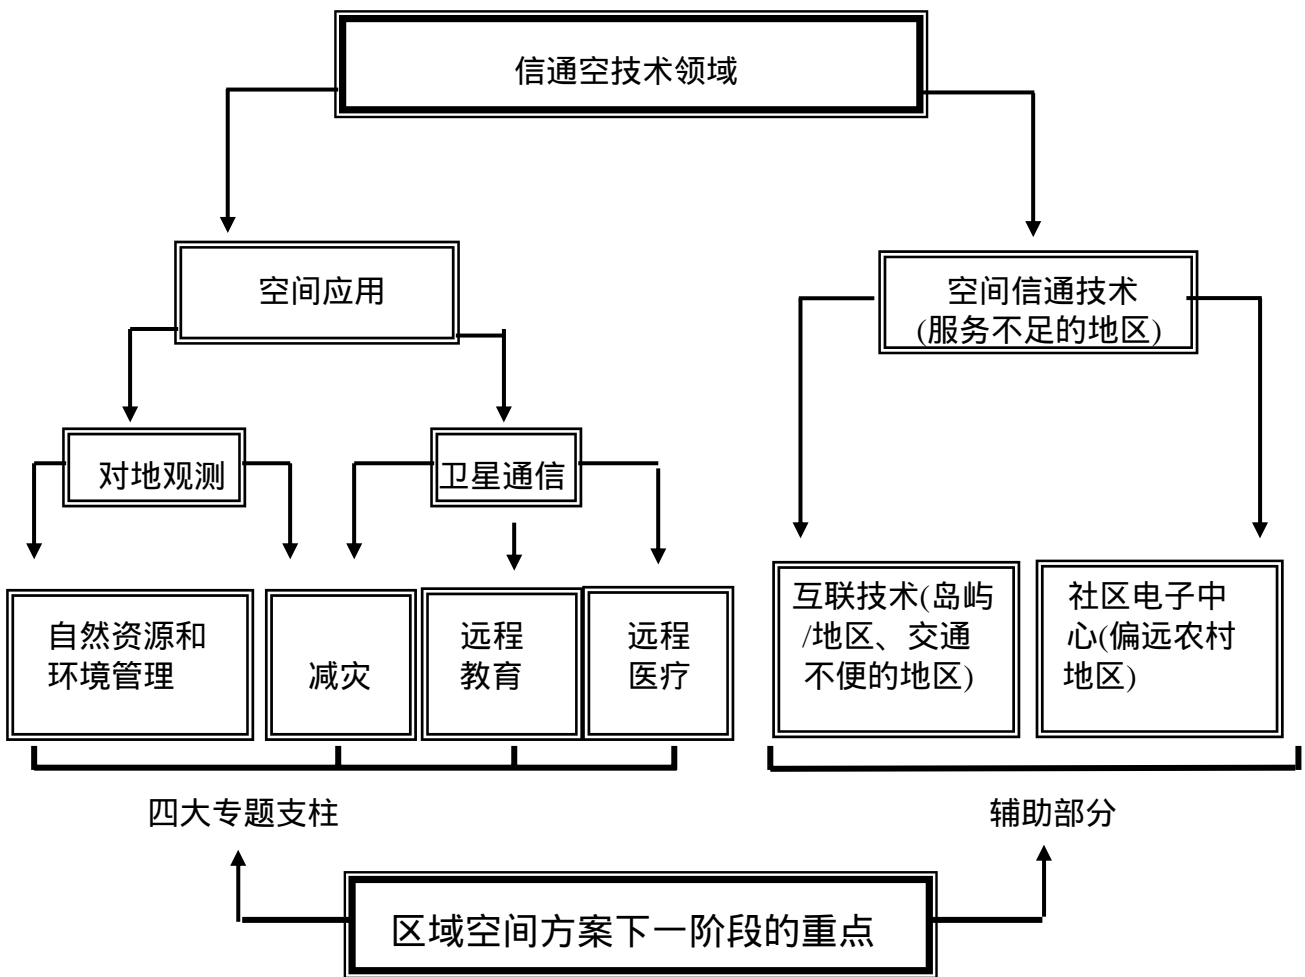 信通空技术领域
空间应用
空间信通技术
(服务不足的地区)
对地观测
卫星通信
自然资源和
环境管理
减灾
远程
教育
远程
医疗
互联技术(岛屿
/地区、交通
不便的地区)
社区电子中
心(偏远农村
地区)
四大专题支柱
辅助部分
区域空间方案下一阶段的重点